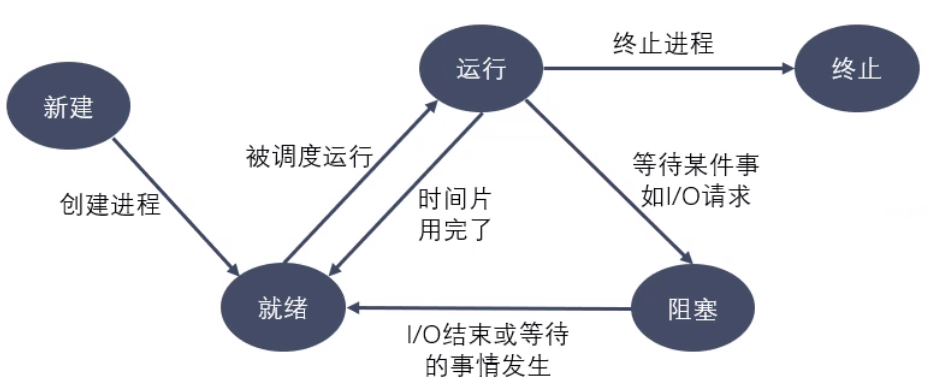 终止进程
运行
终止
新建
被调度运行
等待某件事
如I/O请求
创建进程
时间片
用完了
就绪
阻塞
I/O结束或等待
的事情发生